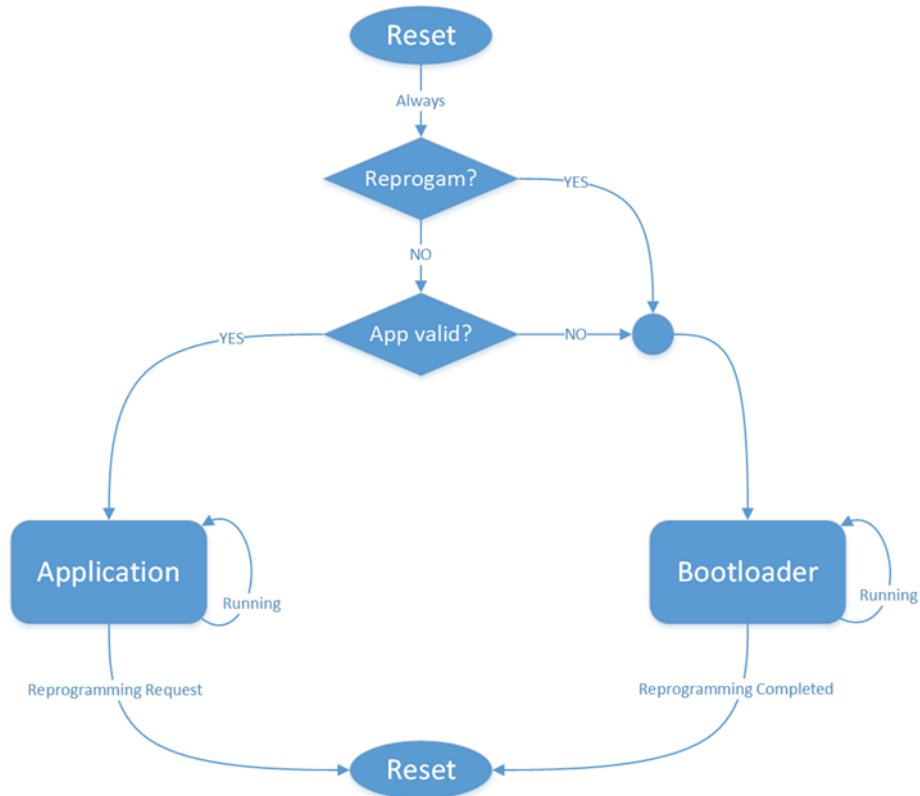 Reset
Always
Reprogam?
YES
NO
App valid?
YES
NO
Application
Running
Bootloader
Running
Reprogramming Request
Reprogramming Completed
Reset